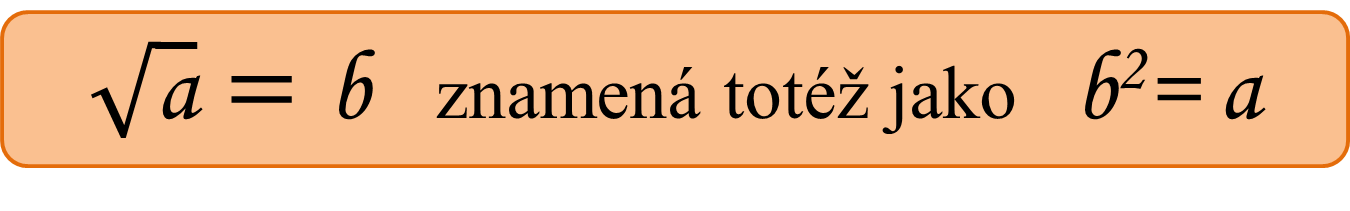 √a = b znamená totéž jako b² = a